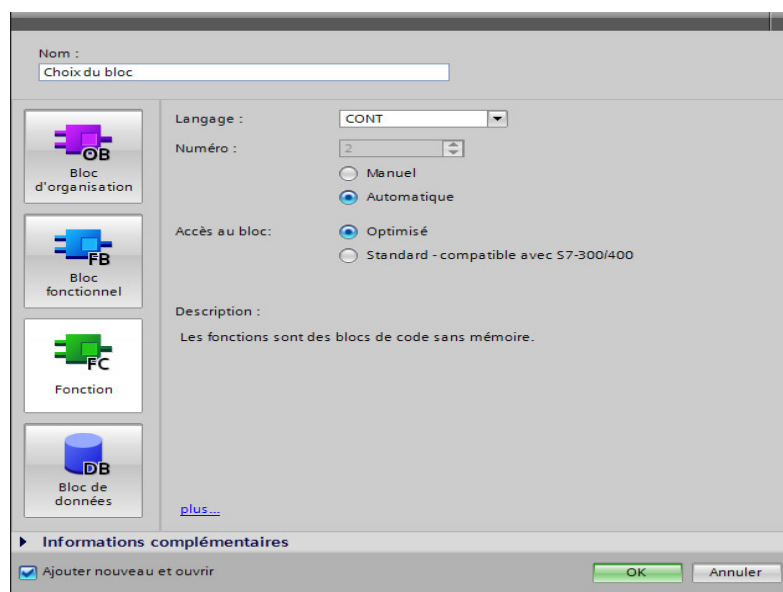 Nom :
Choix du bloc
OB
Bloc
d'organisation
FB
Bloc
fonctionnel
FC
Fonction
DB
Bloc de
données
Langage :
CONT
Numéro :
2
Manuel
Automatique
Accès au bloc:
Optimisé
Standard - compatible avec S7-300/400
Description :
Les fonctions sont des blocs de code sans mémoire.
plus...
Informations complémentaires
Ajouter nouveau et ouvrir
OK
Annuler